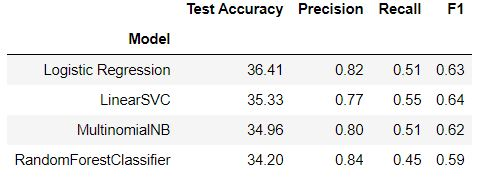 Test Accuracy Precision Recall F1
Model
Logistic Regression 36.41 0.82 0.51 0.63
LinearSVC 35.33 0.77 0.55 0.64
MultinomialNB 34.96 0.80 0.51 0.62
RandomForestClassifier 34.20 0.84 0.45 0.59